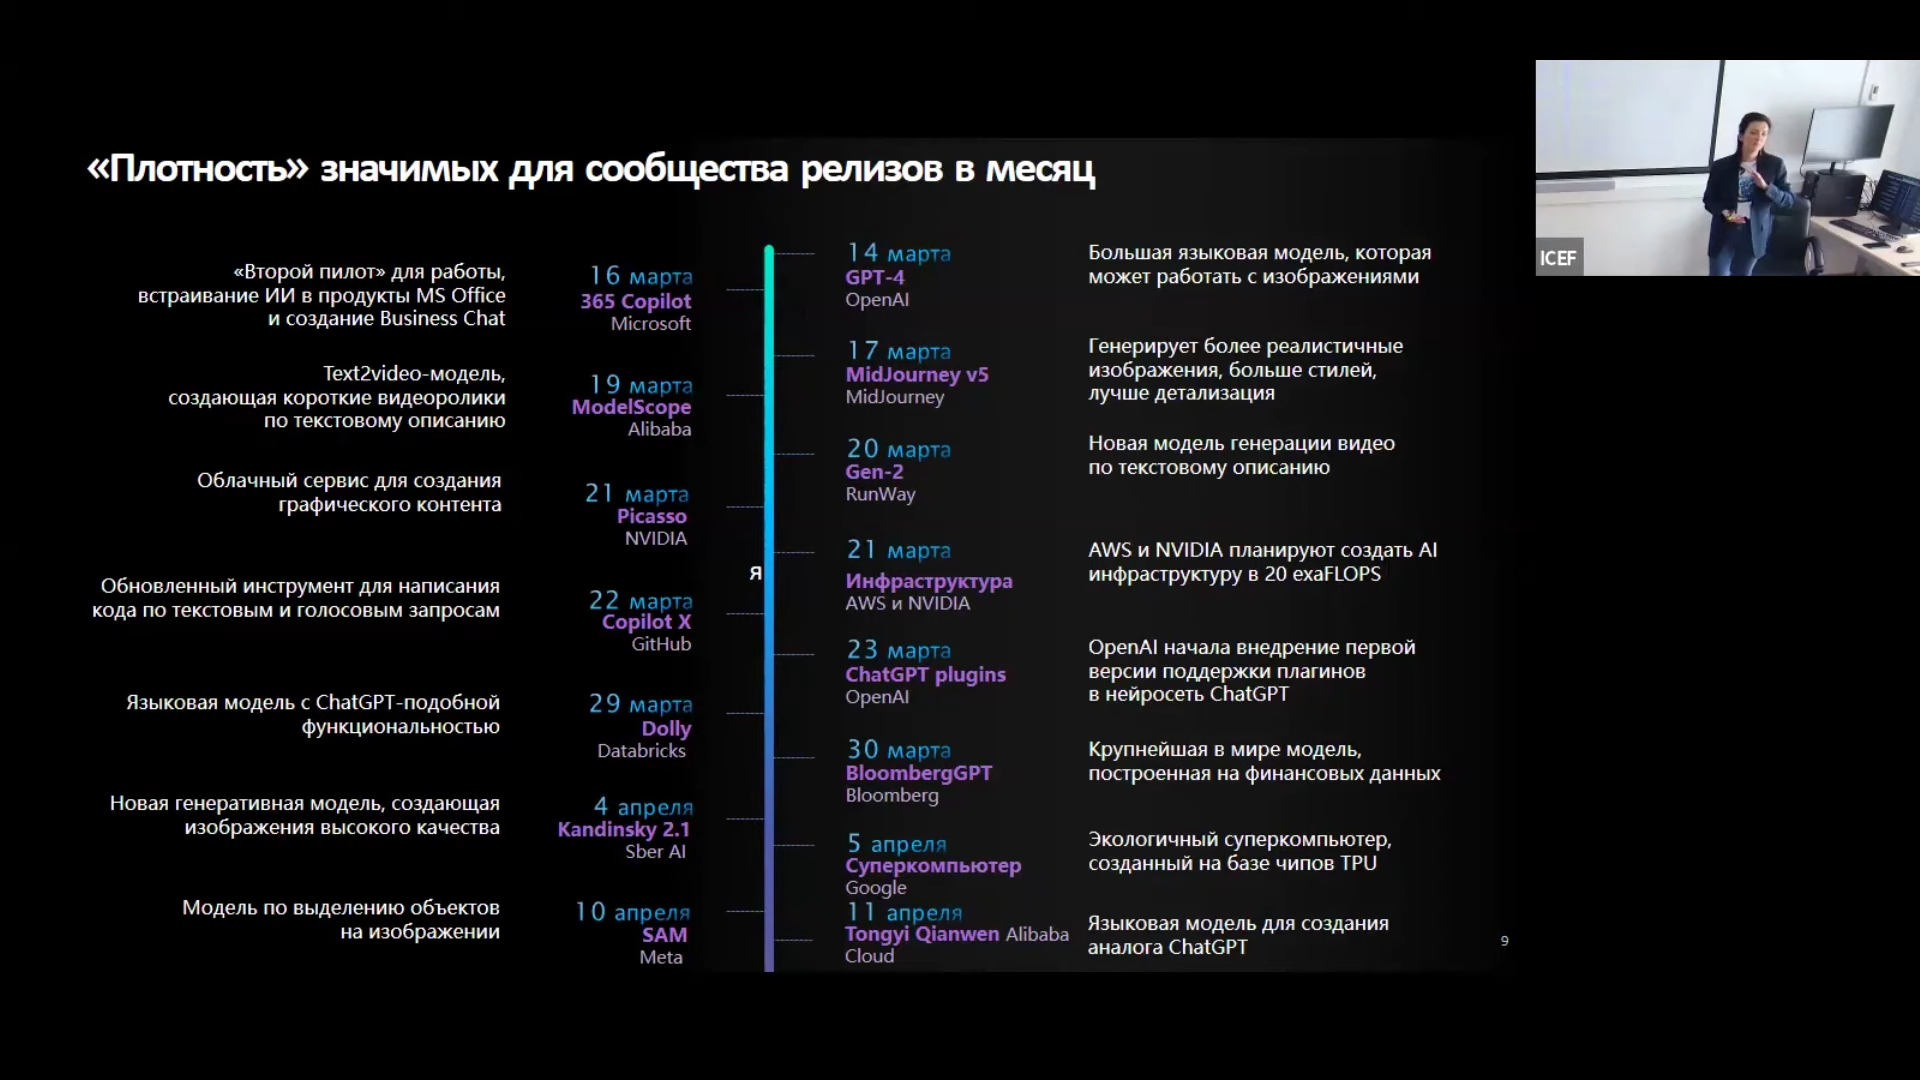 «Плотность» значимых для сообщества релизов в месяц
«Второй пилот» для работы,
встраивание ИИ в продукты MS Office
и создание Business Chat
16 марта
365 Copilot
Microsoft
Text2video-модель,
создающая короткие видеоролики
по текстовому описанию
19 марта
ModelScope
Alibaba
Облачный сервис для создания
графического контента
21 марта
Picasso
NVIDIA
Обновленный инструмент для написания
кода по текстовым и голосовым запросам
22 марта
Copilot X
GitHub
Языковая модель с ChatGPT-подобной
функциональностью
29 марта
Dolly
Databricks
Новая генеративная модель, создающая
изображения высокого качества
4 апреля
Kandinsky 2.1
Sber AI
Модель по выделению объектов
на изображении
10 апреля
SAM
Meta
я
14 марта
GPT-4
OpenAI
Большая языковая модель, которая
может работать с изображениями
17 марта
MidJourney v5
MidJourney
Генерирует более реалистичные
изображения, больше стилей,
лучше детализация
20 марта
Gen-2
RunWay
Новая модель генерации видео
по текстовому описанию
21 марта
Инфраструктура
AWS и NVIDIA
AWS и NVIDIA планируют создать AI
инфраструктуру в 20 exaFLOPS
23 марта
ChatGPT plugins
OpenAI
OpenAI начала внедрение первой
версии поддержки плагинов
в нейросеть ChatGPT
30 марта
BloombergGPT
Bloomberg
Крупнейшая в мире модель,
построенная на финансовых данных
5 апреля
Суперкомпьютер
Google
Экологичный суперкомпьютер,
созданный на базе чипов TPU
11 апреля
Tongyi Qianwen Alibaba
Cloud
Языковая модель для создания
аналога ChatGPT
9
ICEF